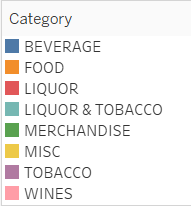 Category
BEVERAGE
FOOD
LIQUOR
LIQUOR & TOBACCO
MERCHANDISE
MISC
TOBACCO
WINES